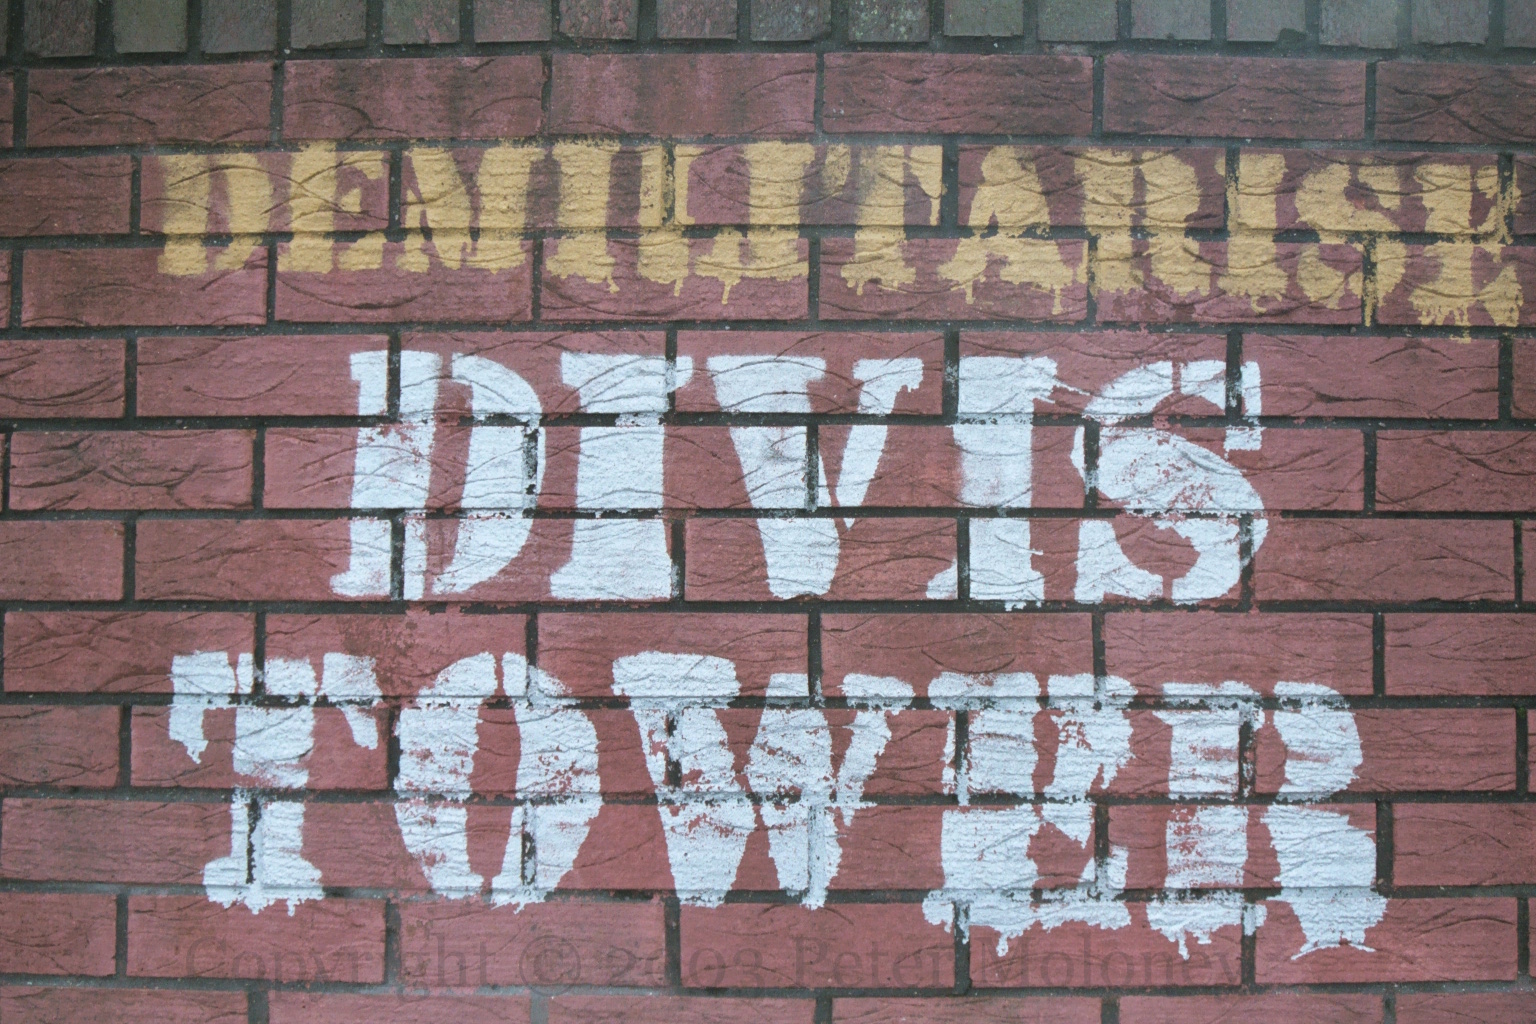 DEMILITARISE
DIVIS
TOWER
Copyright © 2003 Peter Moloney